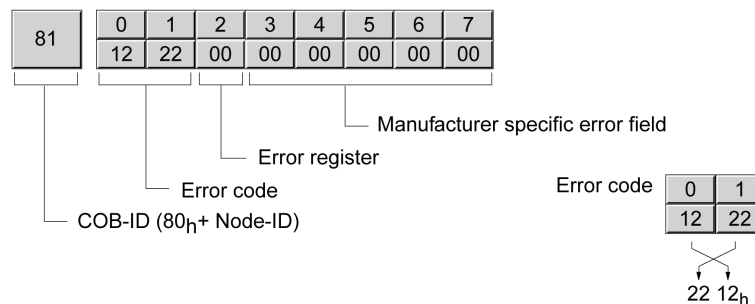 81
0 1 2 3 4 5 6 7
12 22 00 00 00 00 00 00
Manufacturer specific error field
Error register
Error code
COB-ID (80h+ Node-ID)
Error code
0 1
12 22
22 12h